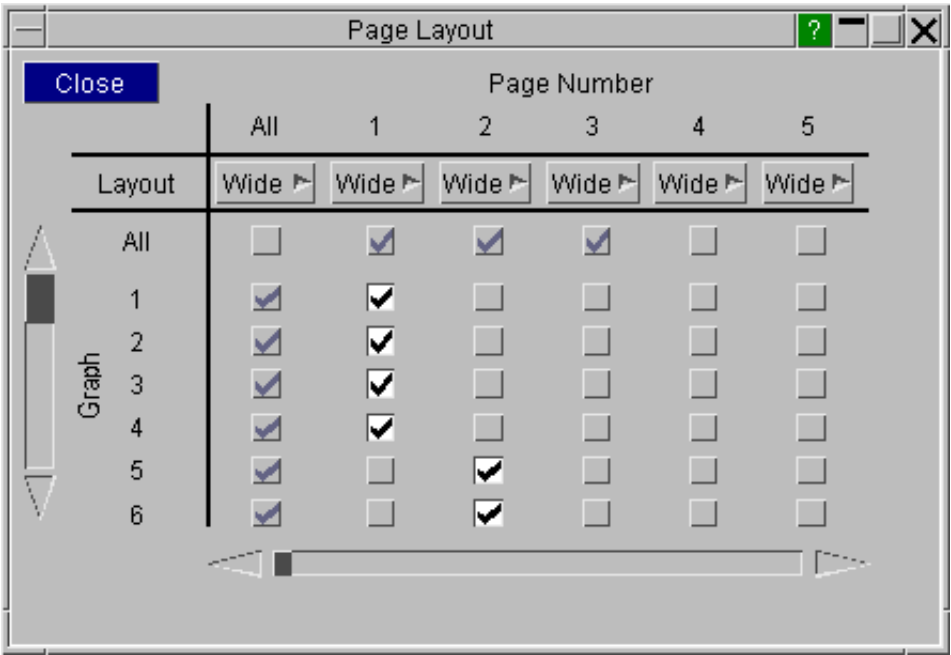 Page Layout ?
Close Page Number
All 1 2 3 4 5
Layout Wide Wide Wide Wide Wide Wide
All
1
2
Graph
3
4
5
6